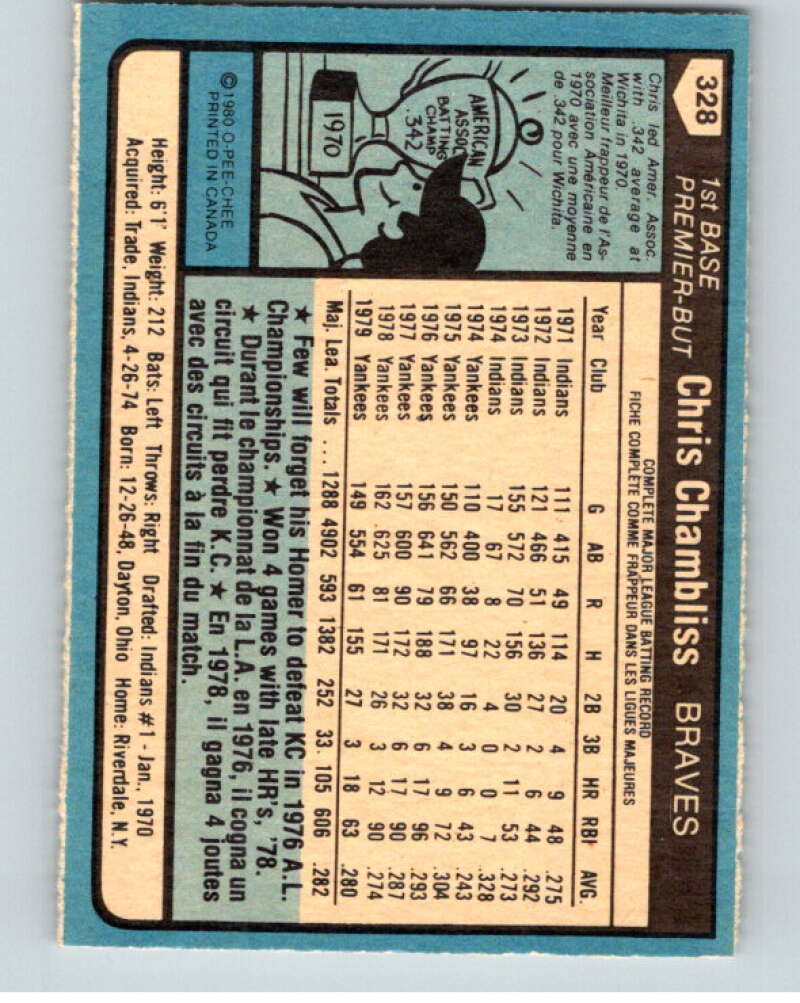 328
1st BASE
PREMIER-BUT
Chris Chambliss BRAVES
Chris led Amer. Assoc.
with .342 average at
Wichita in 1970.
Meilleur frappeur de l'As-
sociation Américaine en
1970 avec une moyenne
de .342 pour Wichita.
AMERICAN
ASSOC
BATTING
CHAMP
.342
1970
© 1980 O-PEE-CHEE
PRINTED IN CANADA
COMPLETE MAJOR LEAGUE BATTING RECORD
FICHE COMPLÈTE COMME FRAPPEUR DANS LES LIGUES MAJEURES
Year Club G AB R H 2B 3B HR RBI AVG.
1971 Indians 111 415 49 114 20 4 9 48 .275
1972 Indians 121 466 51 136 27 2 6 44 .292
1973 Indians 155 572 70 156 30 2 11 53 .273
1974 Indians 17 67 8 22 4 0 0 7 .328
1974 Yankees 110 400 38 97 16 3 6 43 .243
1975 Yankees 150 562 66 171 38 4 9 72 .304
1976 Yankees 156 641 79 188 32 6 17 96 .293
1977 Yankees 157 600 90 172 32 6 17 90 .287
1978 Yankees 162 625 81 171 26 3 12 90 .274
1979 Yankees 149 554 61 155 27 3 18 63 .280
Maj. Lea. Totals ... 1288 4902 593 1382 252 33 105 606 .282
★ Few will forget his Homer to defeat KC in 1976 A.L.
Championships. ★ Won 4 games with late HR's, '78.
★ Durant le championnat de la L.A. en 1976, il cogna un
circuit qui fit perdre K.C. ★ En 1978, il gagna 4 joutes
avec des circuits à la fin du match.
Height: 6'1" Weight: 212 Bats: Left Throws: Right Drafted: Indians #1 - Jan., 1970
Acquired: Trade, Indians, 4-26-74 Born: 12-26-48, Dayton, Ohio Home: Riverdale, N.Y.